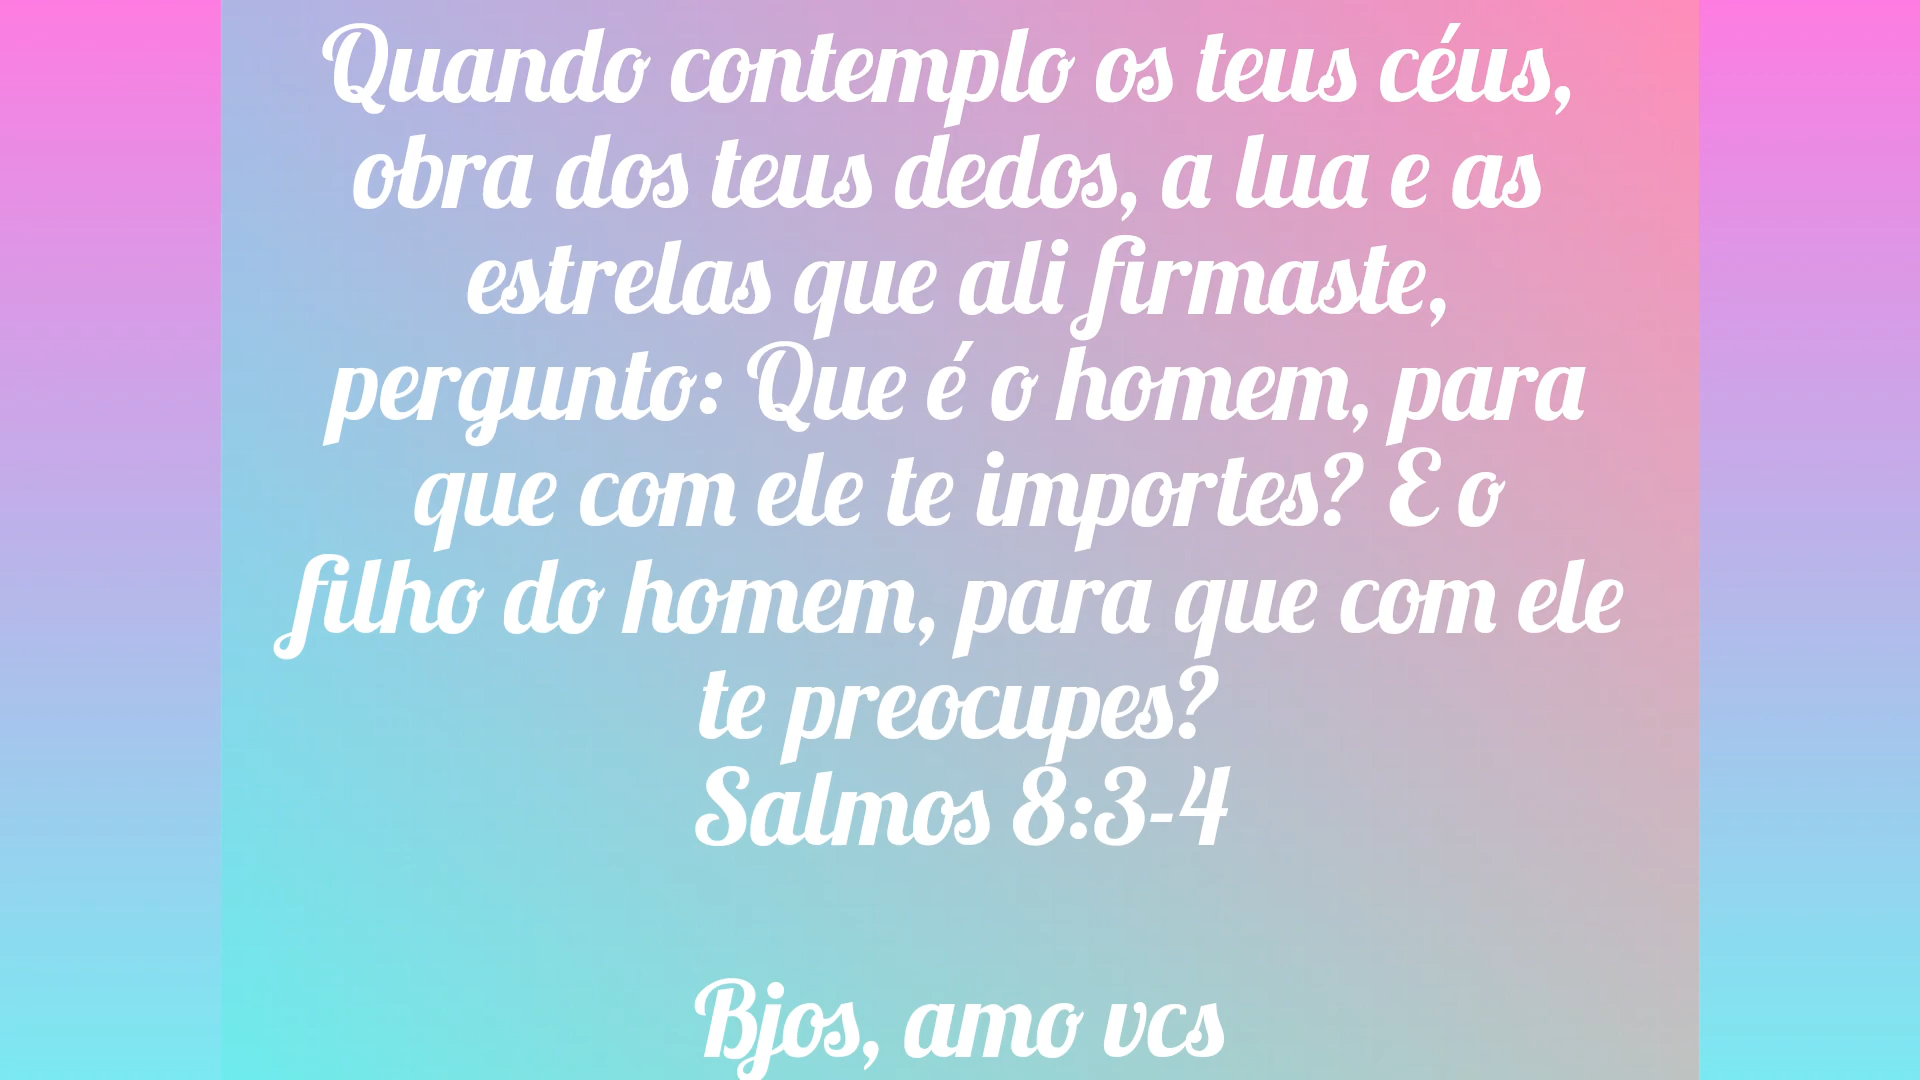 Quando contemplo os teus céus,
obra dos teus dedos, a lua e as
estrelas que ali firmaste,
pergunto: Que é o homem, para
que com ele te importes? E o
filho do homem, para que com ele
te preocupes?
Salmos 8:3-4
Bjos, amo vcs